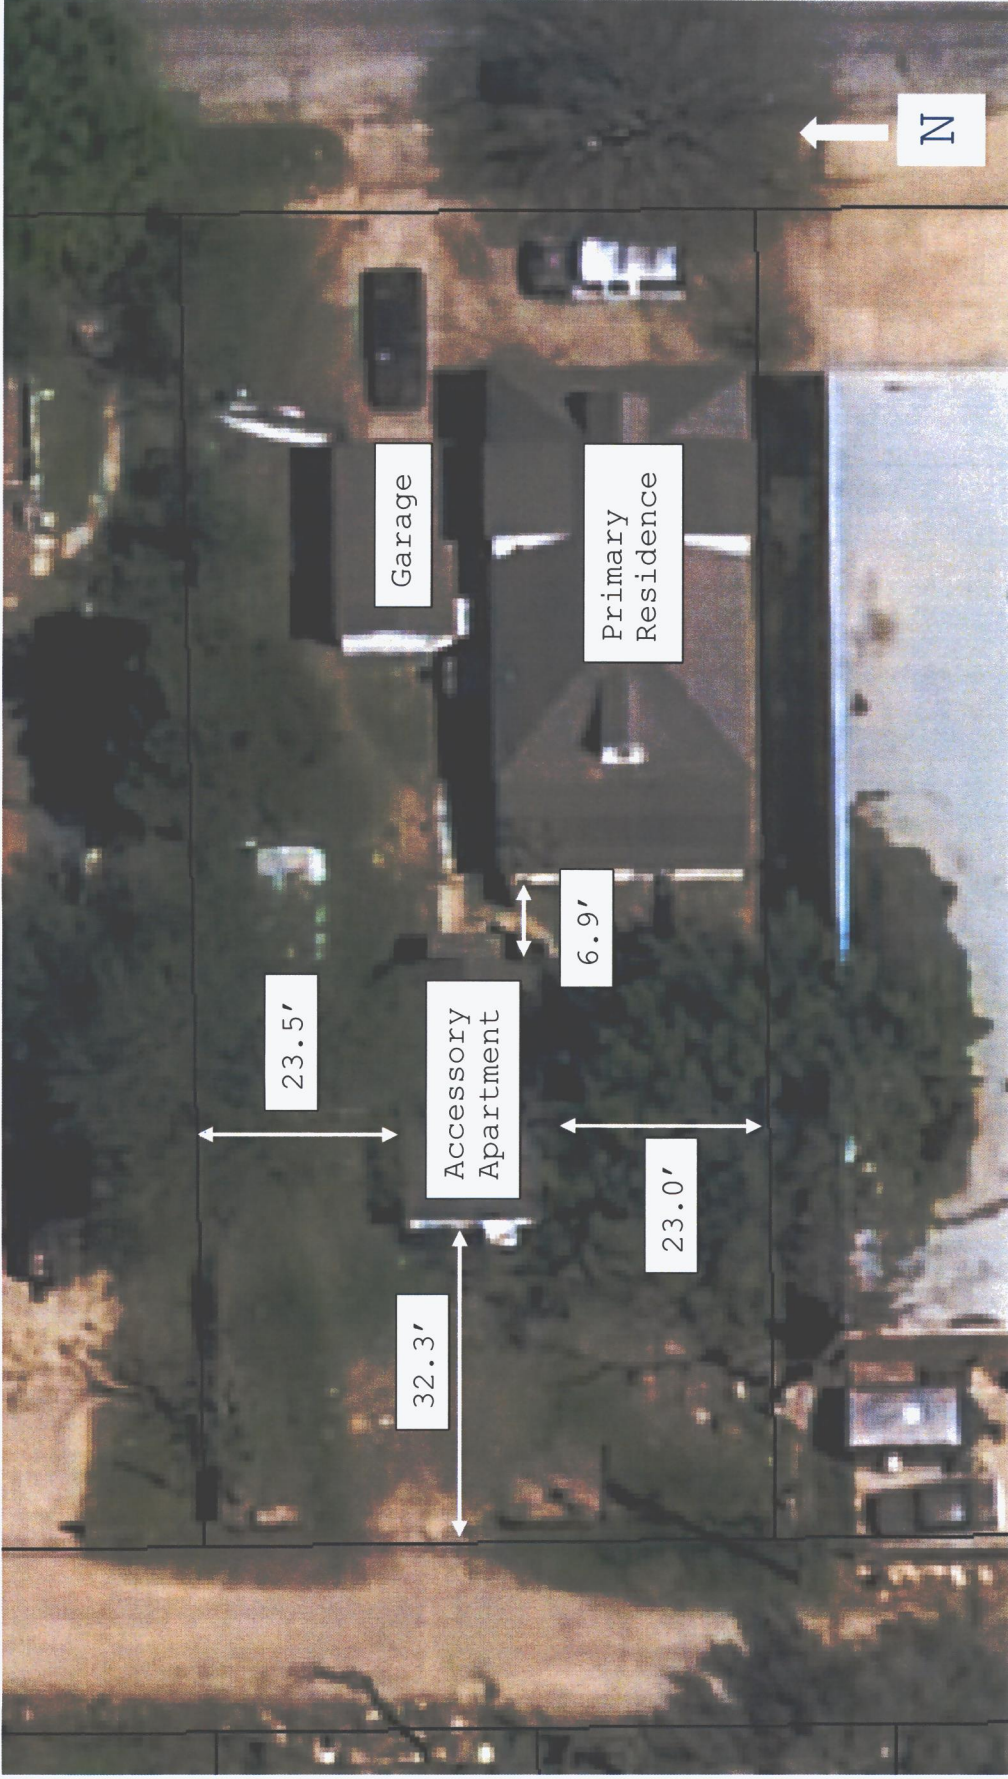 N
Garage
Primary
Residence
6.9’
23.5’
Accessory
Apartment
23.0’
32.3’